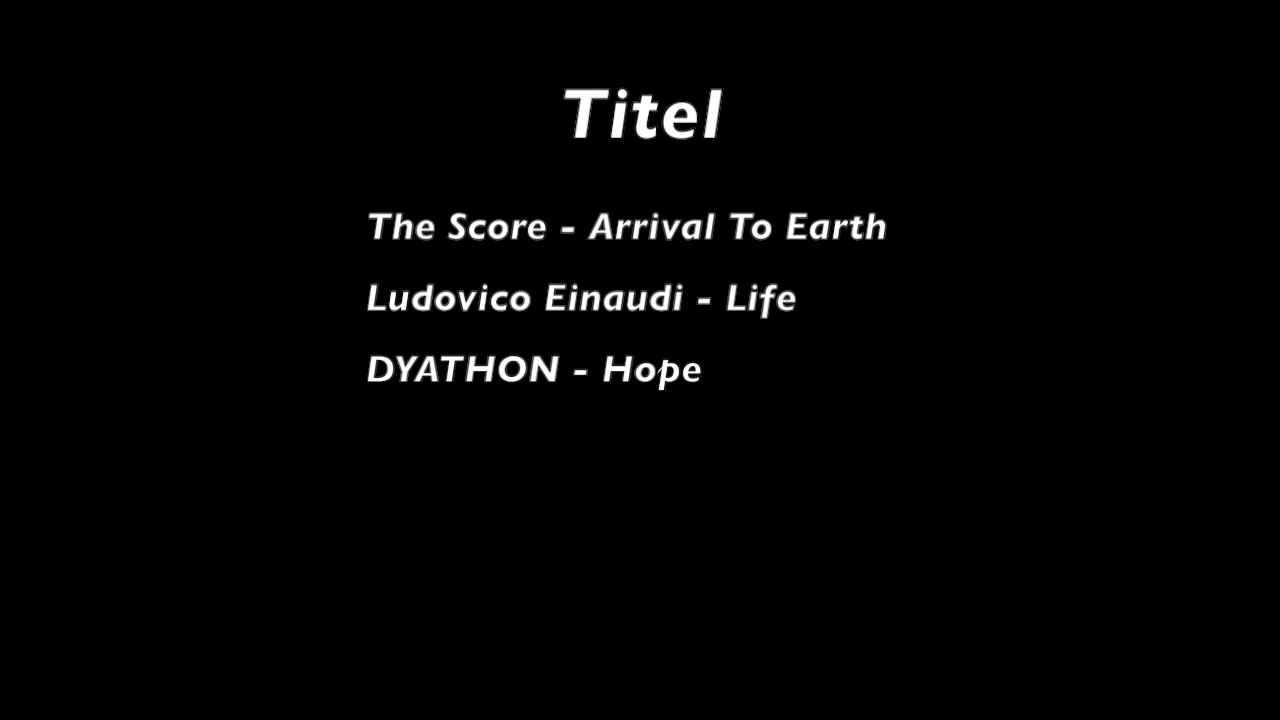 Titel
The Score - Arrival To Earth
Ludovico Einaudi - Life
DYATHON - Hope